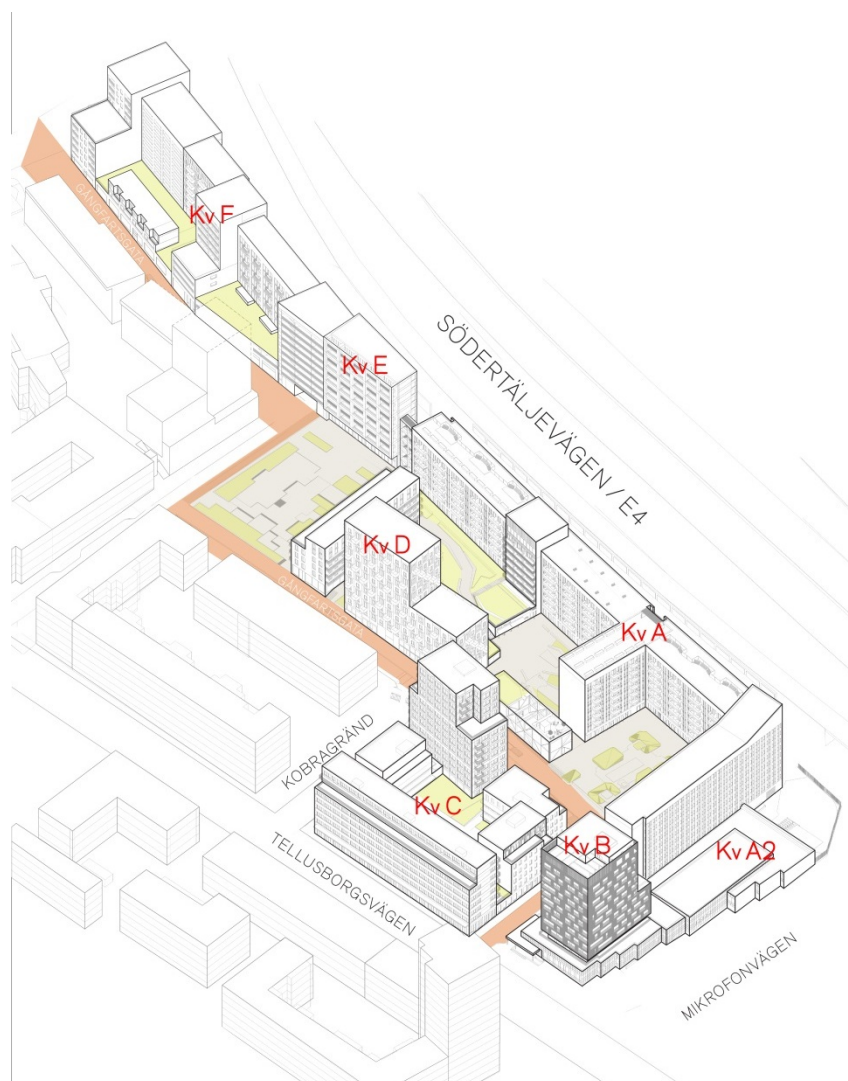 GÅNGFARTSGATA
Kv F
SÖDERTÄLJEVÄGEN / E4
Kv E
Kv D
GÅNGFARTSGATA
Kv A
KOBRAGRÄND
Kv C
TELLUSBORGSVÄGEN
Kv B
Kv A2
MIKROFONVÄGEN